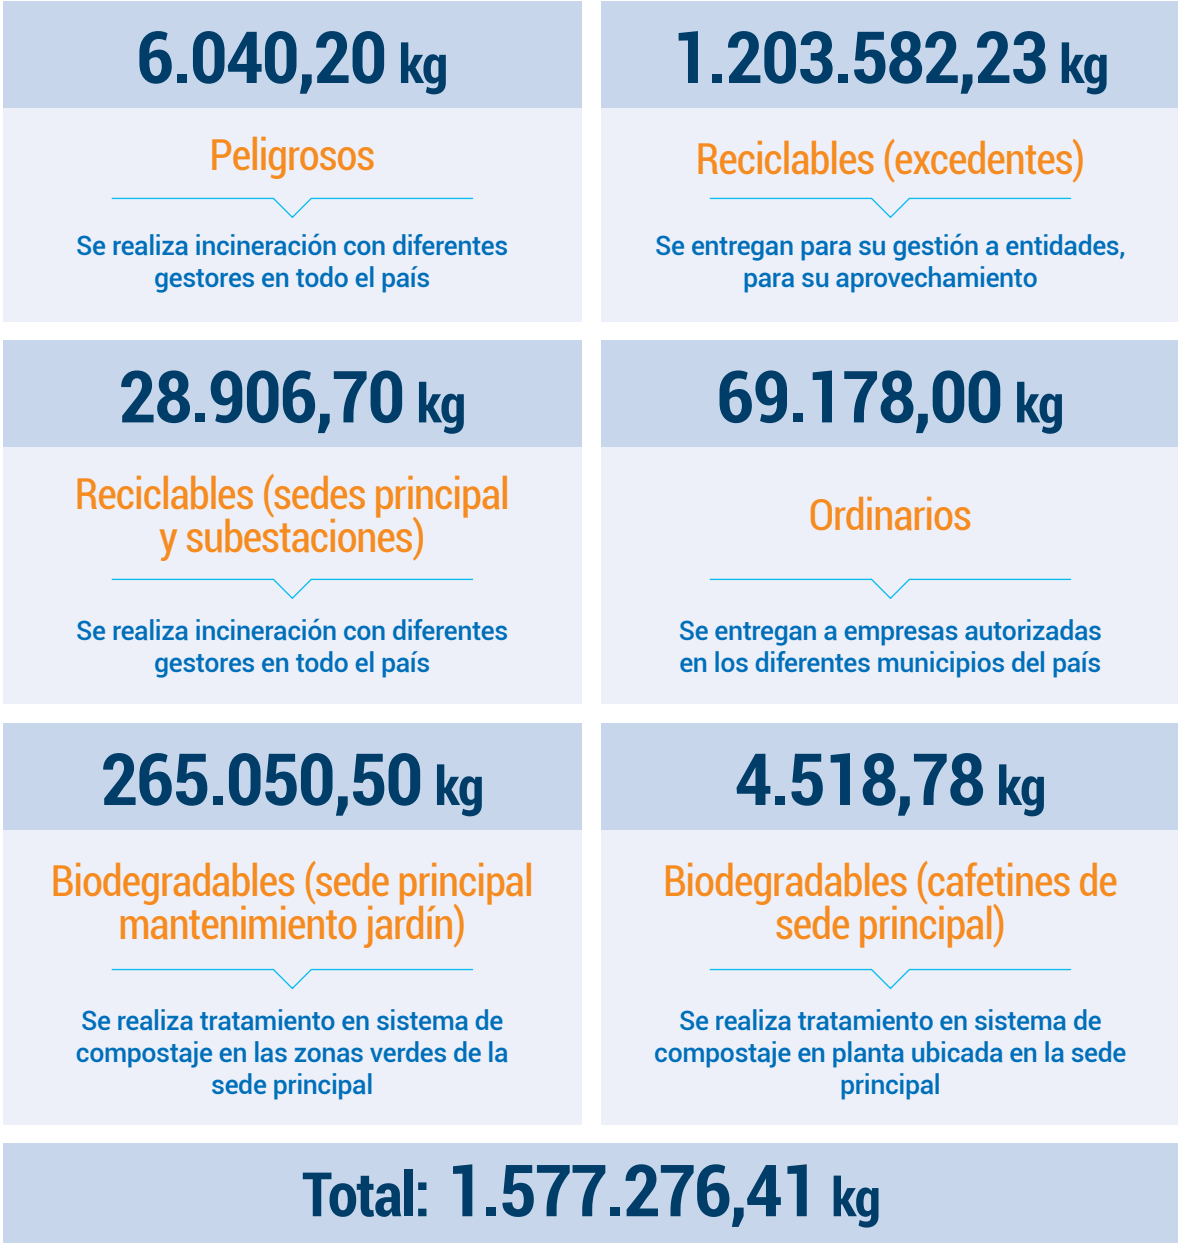 6.040,20 kg
Peligrosos
Se realiza incineración con diferentes
gestores en todo el país
1.203.582,23 kg
Reciclables (excedentes)
Se entregan para su gestión a entidades,
para su aprovechamiento
28.906,70 kg
Reciclables (sedes principal
y subestaciones)
Se realiza incineración con diferentes
gestores en todo el país
69.178,00 kg
Ordinarios
Se entregan a empresas autorizadas
en los diferentes municipios del país
265.050,50 kg
Biodegradables (sede principal
mantenimiento jardín)
Se realiza tratamiento en sistema de
compostaje en las zonas verdes de la
sede principal
4.518,78 kg
Biodegradables (cafetines de
sede principal)
Se realiza tratamiento en sistema de
compostaje en planta ubicada en la sede
principal
Total: 1.577.276,41 kg